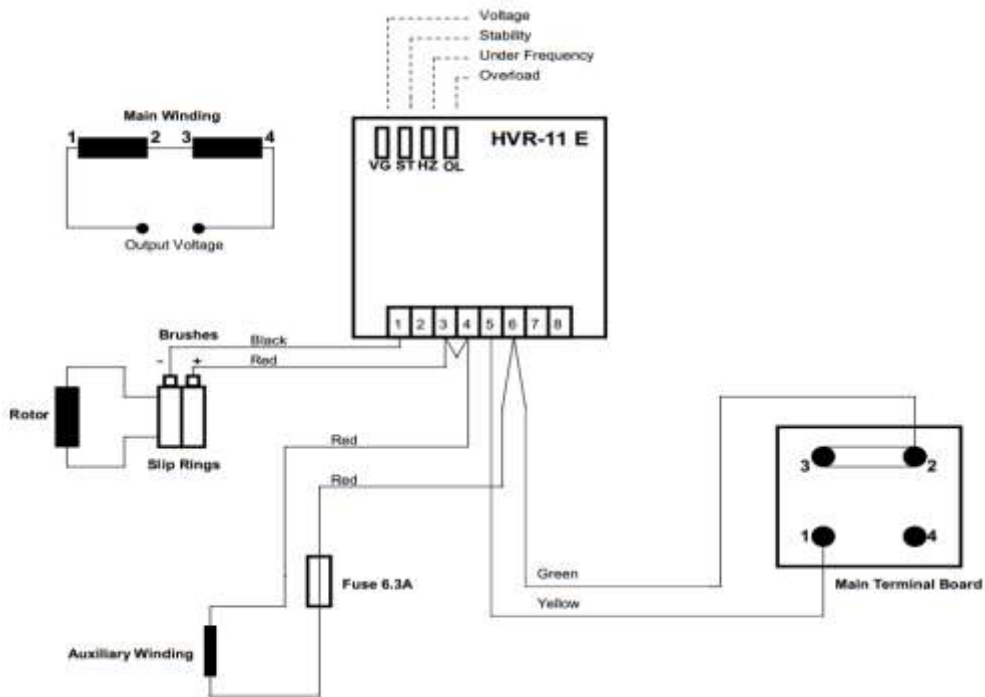 Voltage
Stability
Under Frequency
Overload
HVR-11 E
VG ST HZ OL
Main Winding
1 2 3 4
Output Voltage
1 2 3 4 5 6 7 8
Brushes
- +
Black
Red
Rotor
Slip Rings
Red
Red
3 2
1 4
Main Terminal Board
Fuse 6.3A
Green
Yellow
Auxiliary Winding